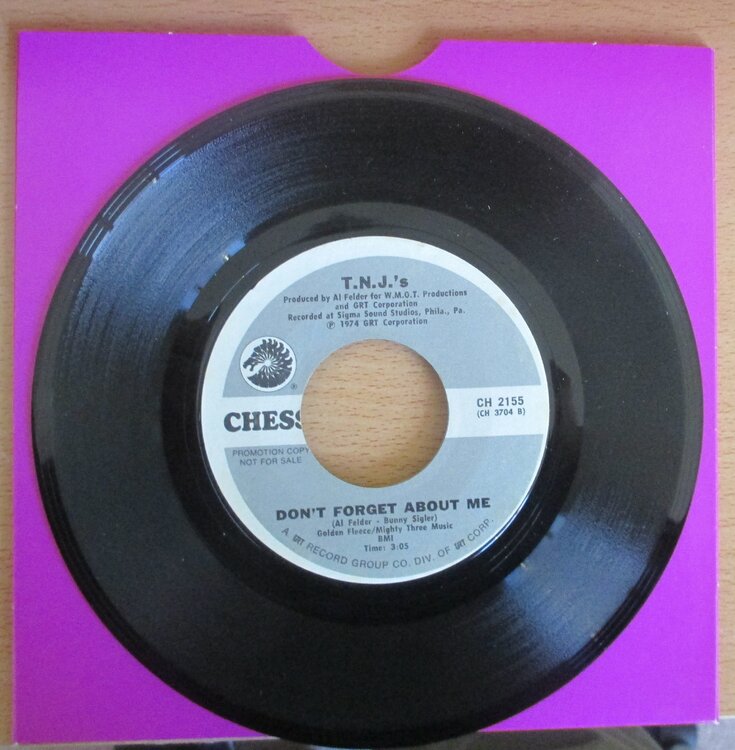 T.N.J.'s
Produced by Al Felder for W.M.O.T. Productions
and GRT Corporation
Recorded at Sigma Sound Studios, Phila., Pa.
℗ 1974 GRT Corporation
®
CHESS
CH 2155
(CH 3704 B)
PROMOTION COPY
NOT FOR SALE
DON'T FORGET ABOUT ME
(Al Felder - Bunny Sigler)
Golden Fleece/Mighty Three Music
BMI
Time: 3:05
A GRT RECORD GROUP CO. DIV. OF GRT CORP.